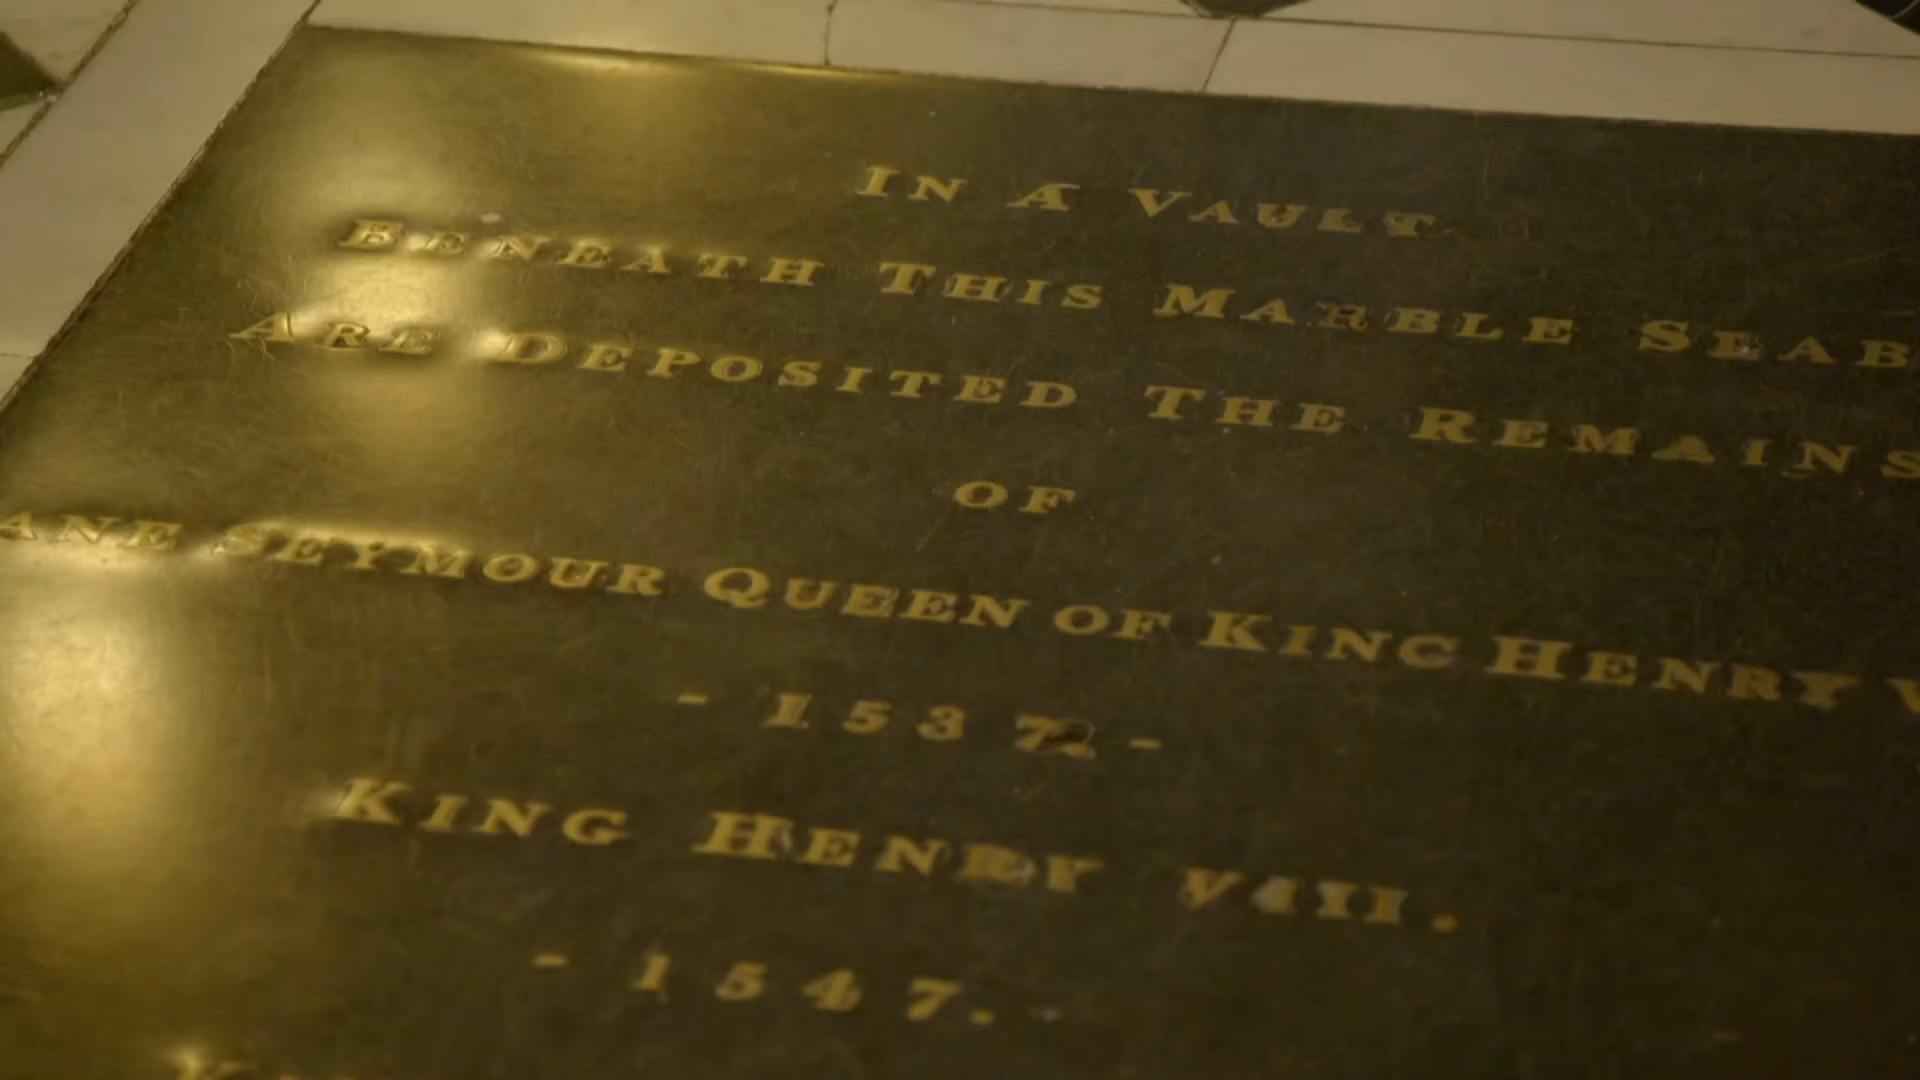 IN A VAULT
BENEATH THIS MARBLE SLAB
ARE DEPOSITED THE REMAINS
OF
ANE SEYMOUR QUEEN OF KING HENRY V
- 1537. -
KING HENRY VIII.
- 1547. -